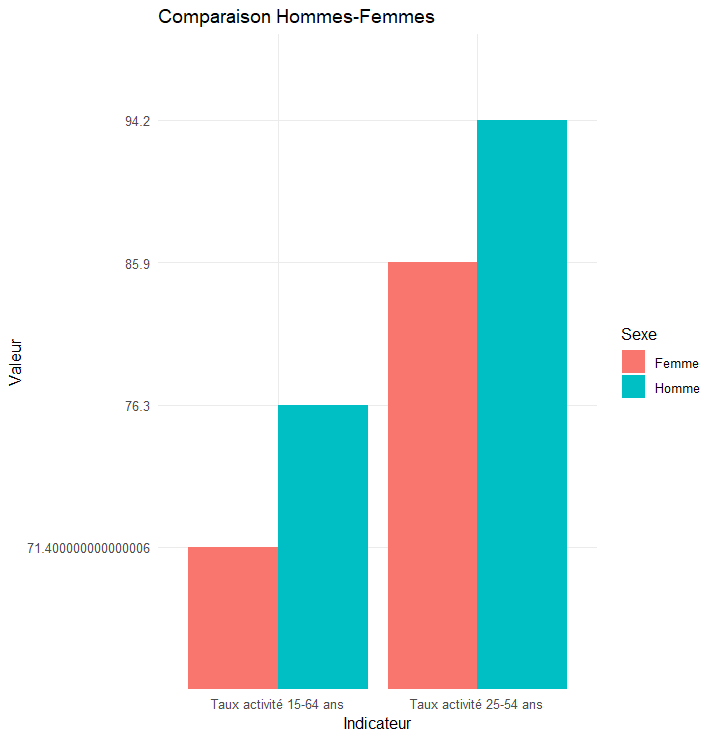 Comparaison Hommes-Femmes
94.2
85.9
76.3
71.400000000000006
Valeur
Taux activité 15-64 ans
Taux activité 25-54 ans
Indicateur
Sexe
Femme
Homme